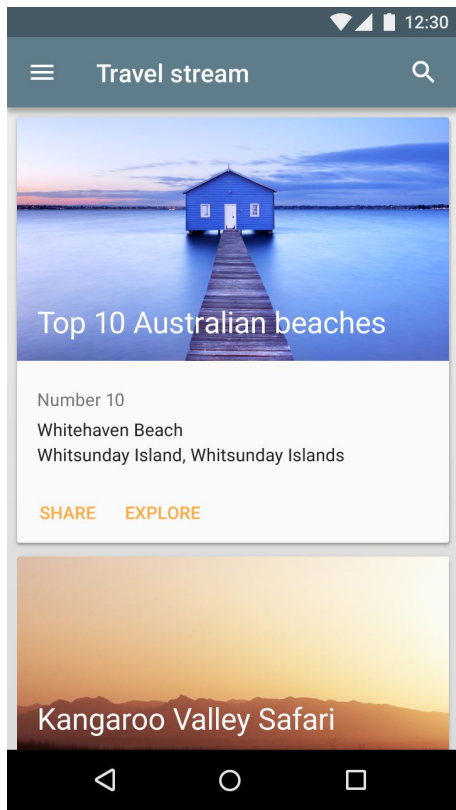 12:30
Travel stream
Top 10 Australian beaches
Number 10
Whitehaven Beach
Whitsunday Island, Whitsunday Islands
SHARE EXPLORE
Kangaroo Valley Safari